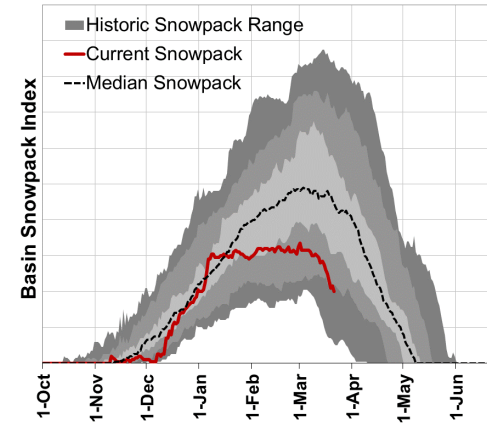 Historic Snowpack Range
Current Snowpack
Median Snowpack
Basin Snowpack Index
1-Oct
1-Nov
1-Dec
1-Jan
1-Feb
1-Mar
1-Apr
1-May
1-Jun